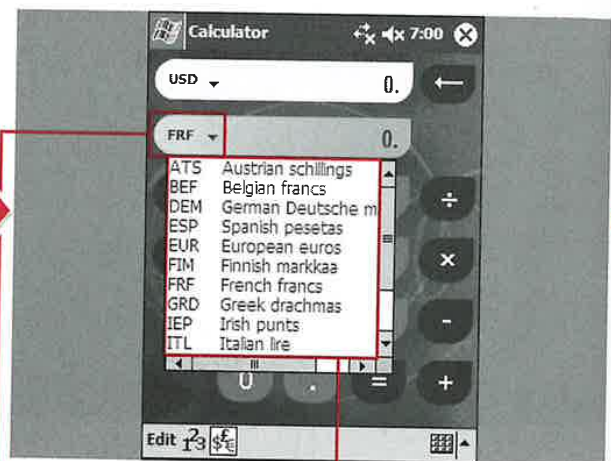 Calculator 7:00
USD 0.
FRF 0.
ATS Austrian schillings
BEF Belgian francs
DEM German Deutsche m
ESP Spanish pesetas
EUR European euros
FIM Finnish markkaa
FRF French francs
GRD Greek drachmas
IEP Irish punts
ITL Italian lire
÷
×
-
0 . = +
Edit 123 $£€